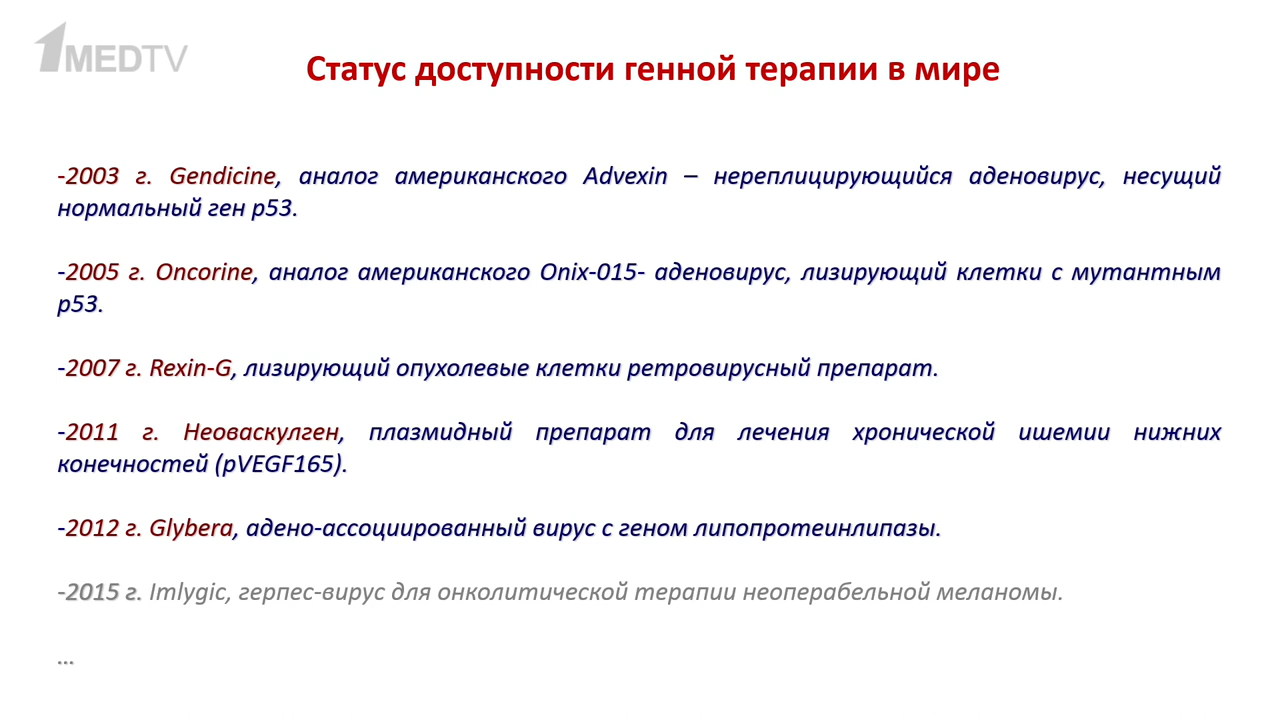 1MEDTV
Статус доступности генной терапии в мире
-2003 г. Gendicine, аналог американского Advexin – нереплицирующийся аденовирус, несущий
нормальный ген p53.
-2005 г. Oncorine, аналог американского Onix-015- аденовирус, лизирующий клетки с мутантным
p53.
-2007 г. Rexin-G, лизирующий опухолевые клетки ретровирусный препарат.
-2011 г. Неоваскулген, плазмидный препарат для лечения хронической ишемии нижних
конечностей (pVEGF165).
-2012 г. Glybera, адено-ассоциированный вирус с геном липопротеинлипазы.
-2015 г. Imlygic, герпес-вирус для онколитической терапии неоперабельной меланомы.
...